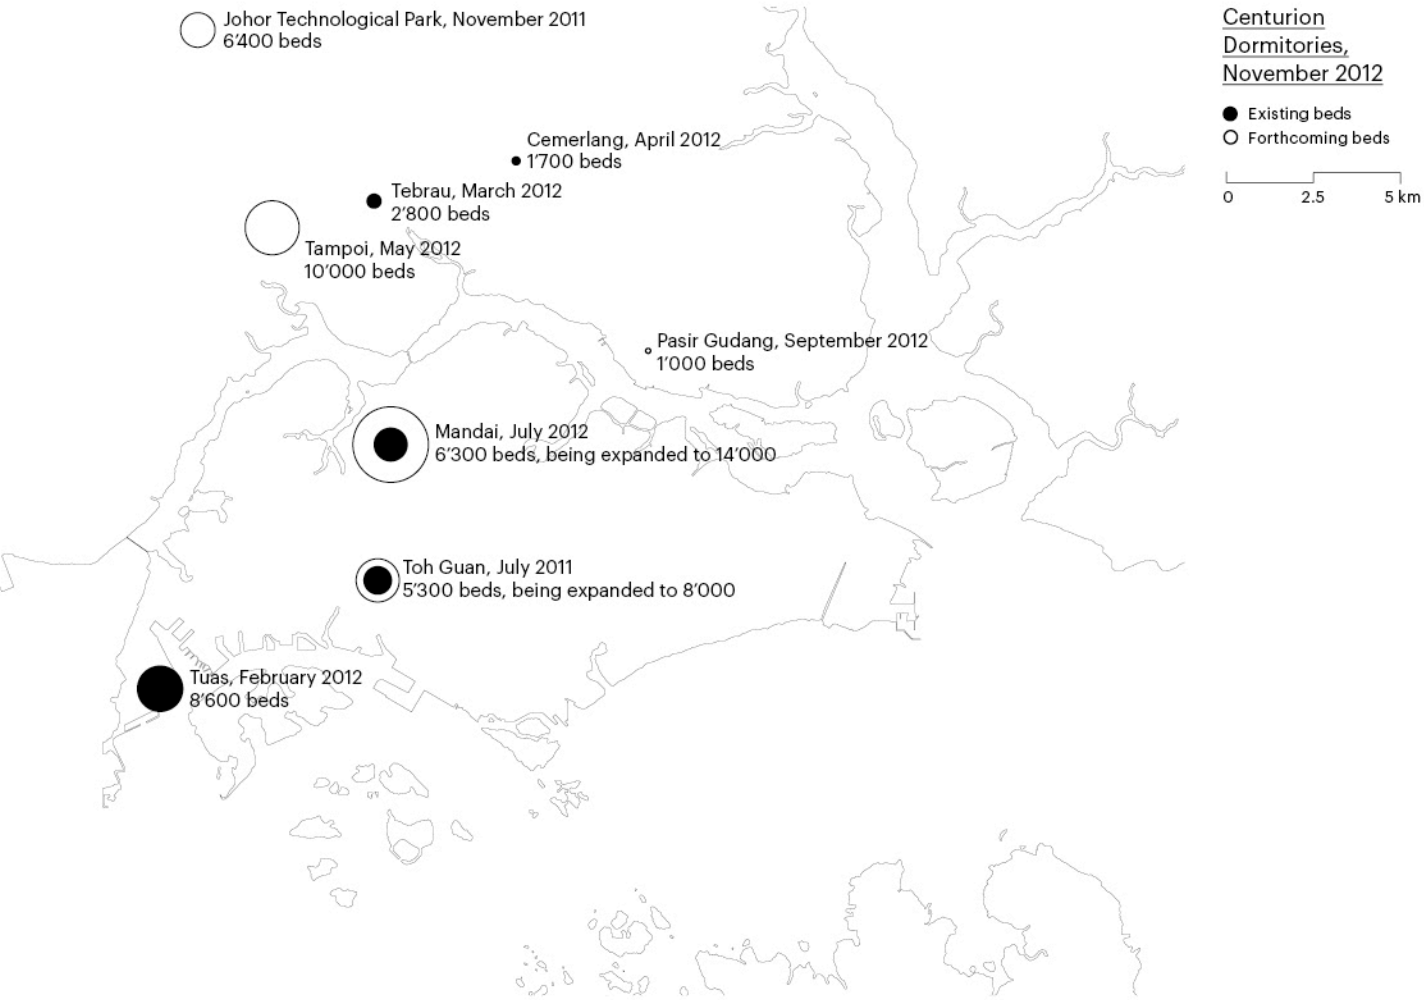 Johor Technological Park, November 2011
6'400 beds
Centurion
Dormitories,
November 2012
Existing beds
Forthcoming beds
0 2.5 5 km
Cemerlang, April 2012
1'700 beds
Tebrau, March 2012
2'800 beds
Tampoi, May 2012
10'000 beds
Pasir Gudang, September 2012
1'000 beds
Mandai, July 2012
6'300 beds, being expanded to 14'000
Toh Guan, July 2011
5'300 beds, being expanded to 8'000
Tuas, February 2012
8'600 beds